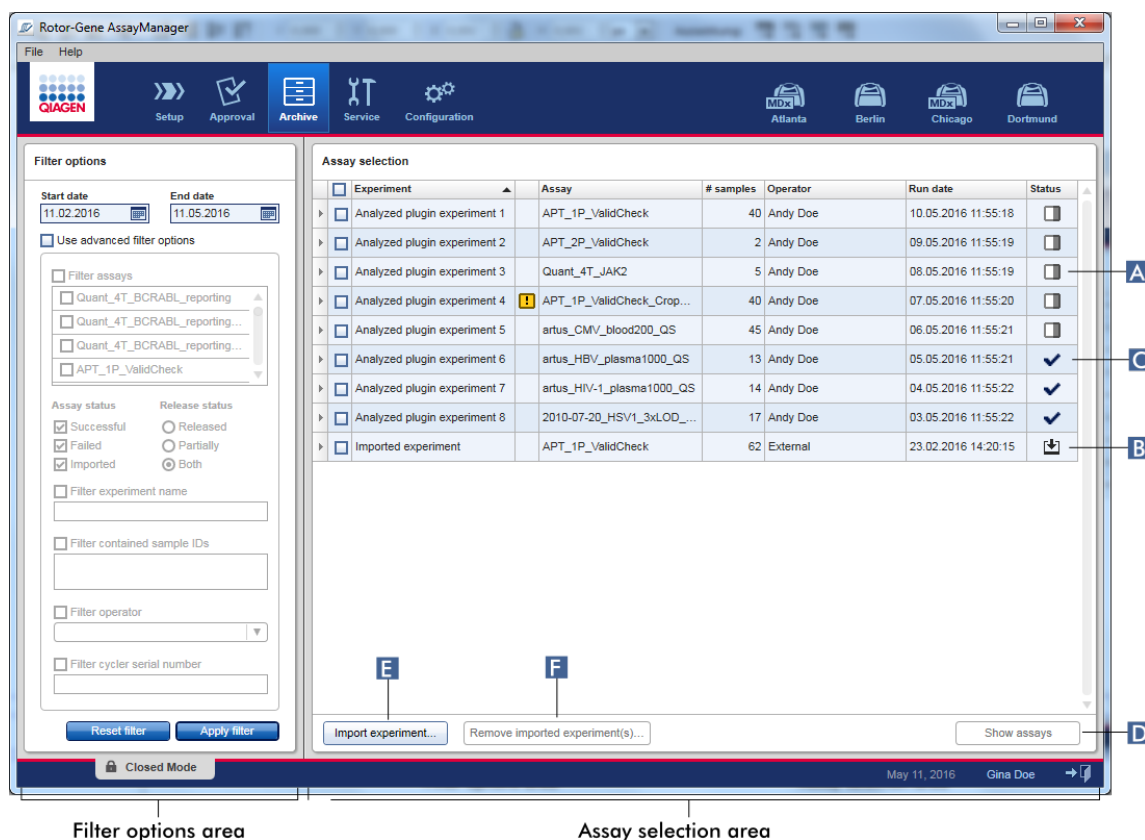 Rotor-Gene AssayManager
File Help
QIAGEN
Setup Approval Archive Service Configuration
MDx Atlanta Berlin MDx Chicago Dortmund
Filter options
Start date End date
11.02.2016 11.05.2016
Use advanced filter options
Filter assays
Quant_4T_BCRABL_reporting
Quant_4T_BCRABL_reporting...
Quant_4T_BCRABL_reporting...
APT_1P_ValidCheck
Assay status Release status
Successful Released
Failed Partially
Imported Both
Filter experiment name
Filter contained sample IDs
Filter operator
Filter cycler serial number
Reset filter Apply filter
Assay selection
Experiment Assay # samples Operator Run date Status
Analyzed plugin experiment 1 APT_1P_ValidCheck 40 Andy Doe 10.05.2016 11:55:18
Analyzed plugin experiment 2 APT_2P_ValidCheck 2 Andy Doe 09.05.2016 11:55:19
Analyzed plugin experiment 3 Quant_4T_JAK2 5 Andy Doe 08.05.2016 11:55:19 A
Analyzed plugin experiment 4 ! APT_1P_ValidCheck_Crop... 40 Andy Doe 07.05.2016 11:55:20
Analyzed plugin experiment 5 artus_CMV_blood200_QS 45 Andy Doe 06.05.2016 11:55:21
Analyzed plugin experiment 6 artus_HBV_plasma1000_QS 13 Andy Doe 05.05.2016 11:55:21 C
Analyzed plugin experiment 7 artus_HIV-1_plasma1000_QS 14 Andy Doe 04.05.2016 11:55:22
Analyzed plugin experiment 8 2010-07-20_HSV1_3xLOD_... 17 Andy Doe 03.05.2016 11:55:22
Imported experiment APT_1P_ValidCheck 62 External 23.02.2016 14:20:15 B
E F
Import experiment... Remove imported experiment(s)... Show assays D
Closed Mode May 11, 2016 Gina Doe
Filter options area Assay selection area